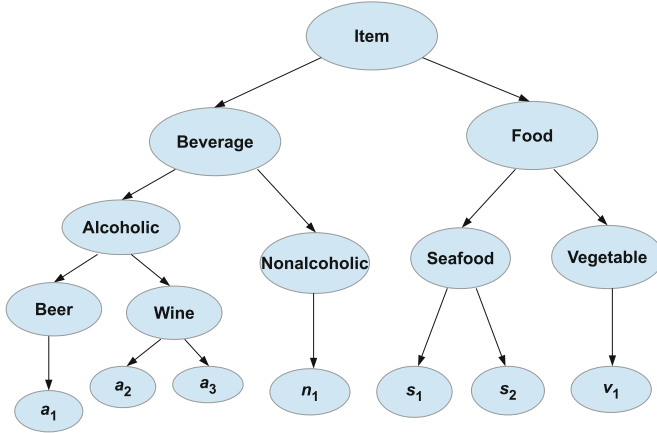 Item
Beverage
Food
Alcoholic
Nonalcoholic
Seafood
Vegetable
Beer
Wine
a1
a2
a3
n1
s1
s2
v1